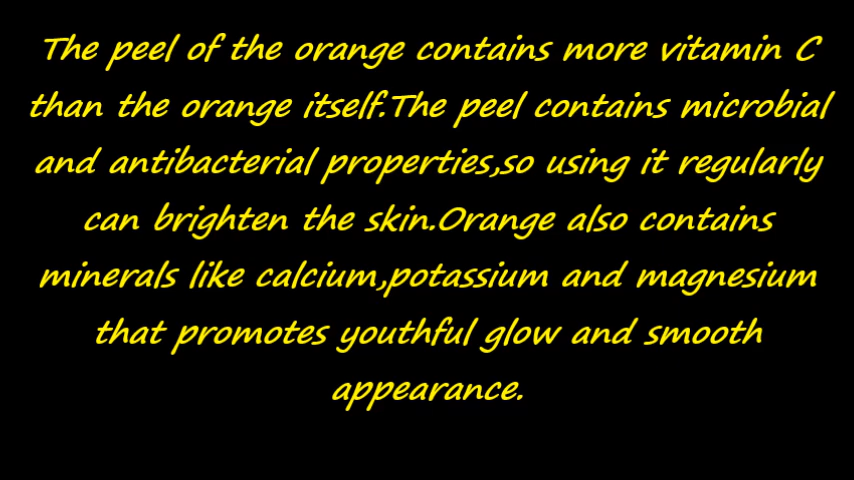 The peel of the orange contains more vitamin C
than the orange itself.The peel contains microbial
and antibacterial properties,so using it regularly
can brighten the skin.Orange also contains
minerals like calcium,potassium and magnesium
that promotes youthful glow and smooth
appearance.